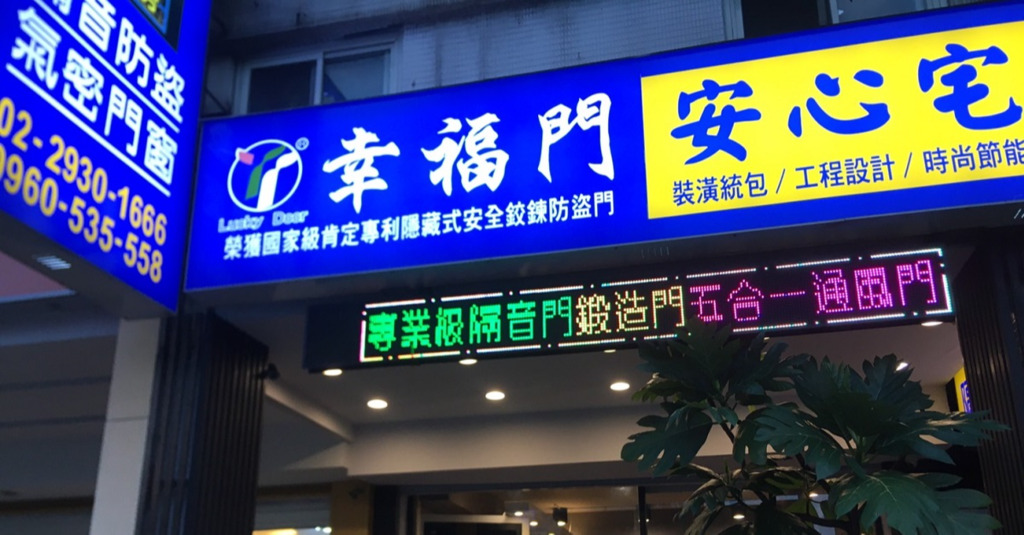 隔音防盜
氣密門窗
02-2930-1666
0960-535-558
幸福門
Lucky Door
榮獲國家級肯定專利隱藏式安全鉸鍊防盜門
安心宅
裝潢統包/工程設計/時尚節能
專業級隔音門鍛造門五合一通風門